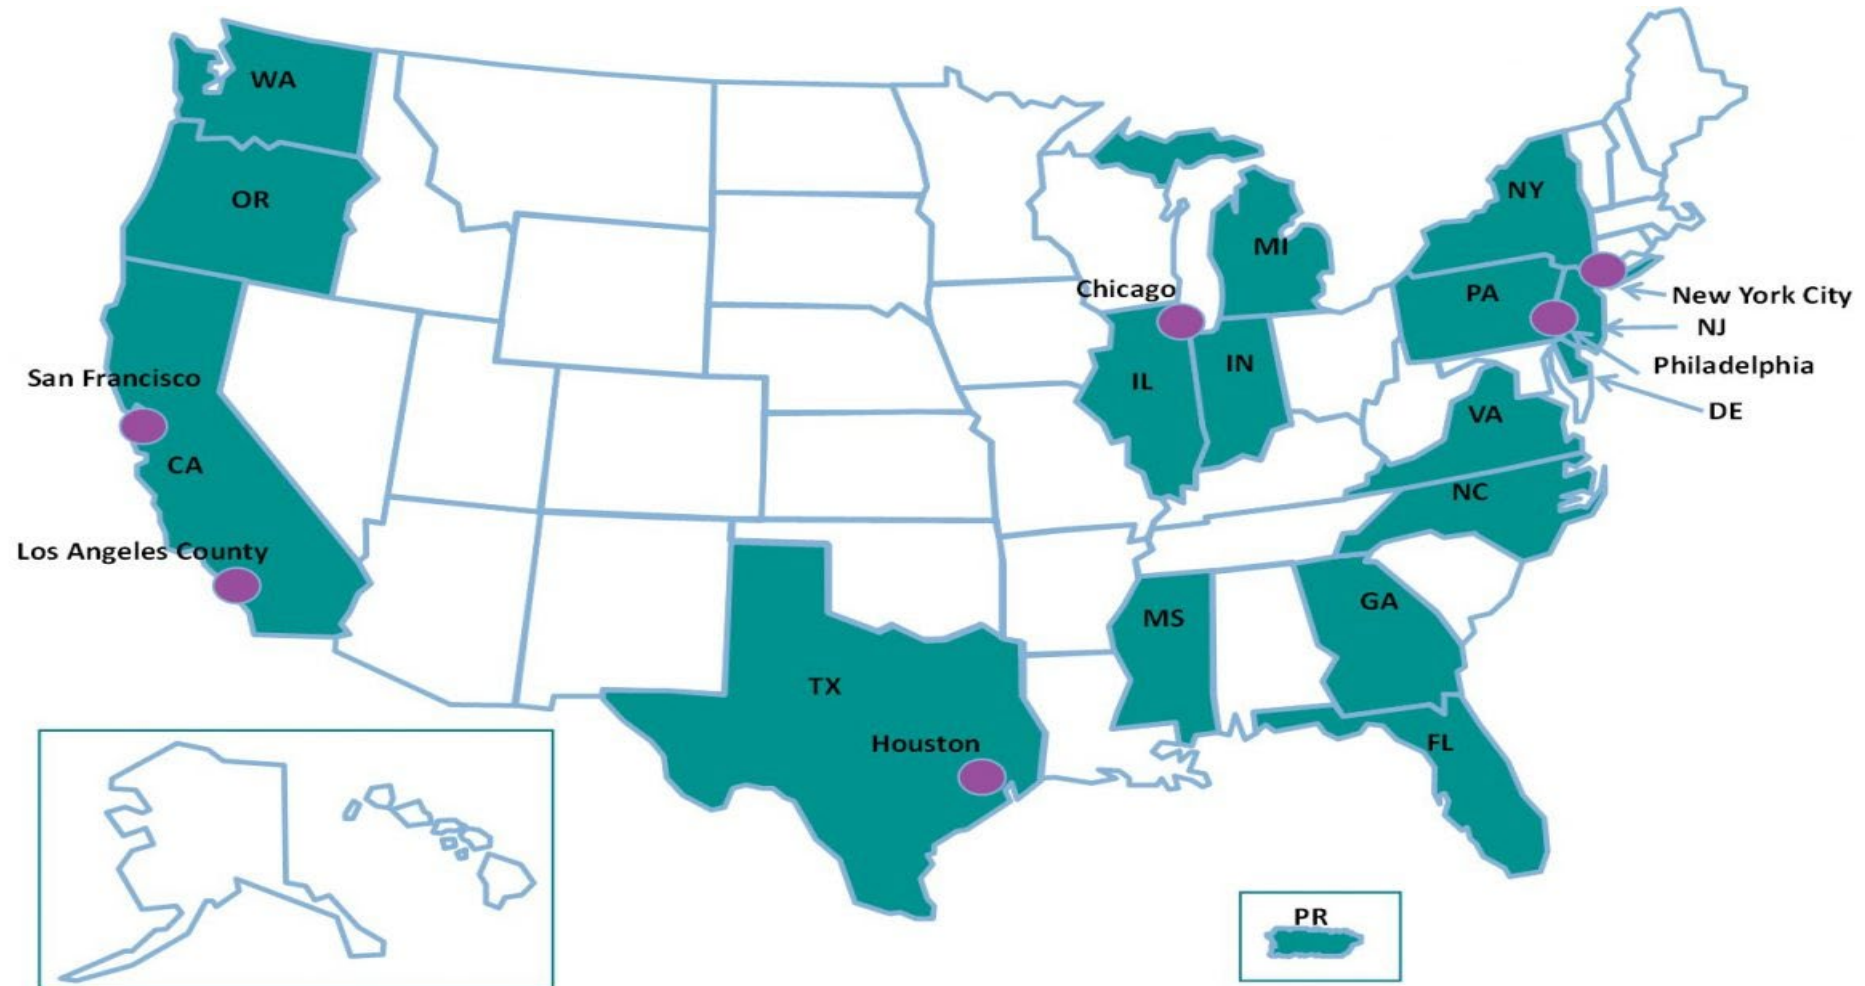 WA
OR
NY
MI
Chicago
PA
New York City
NJ
IN
Philadelphia
San Francisco
IL
DE
VA
CA
NC
Los Angeles County
GA
MS
TX
Houston
FL
PR